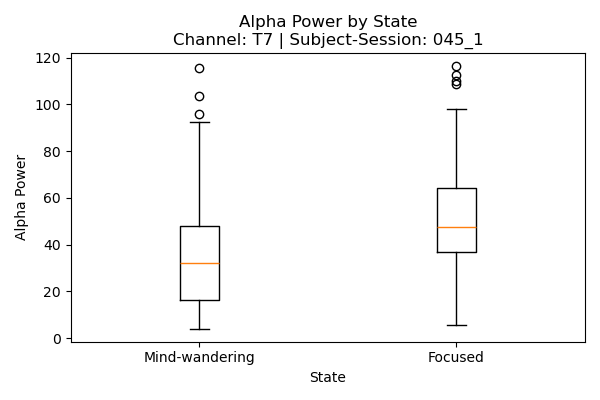 Alpha Power by State
Channel: T7 | Subject-Session: 045_1
120
100
80
60
40
20
0
Alpha Power
Mind-wandering
Focused
State